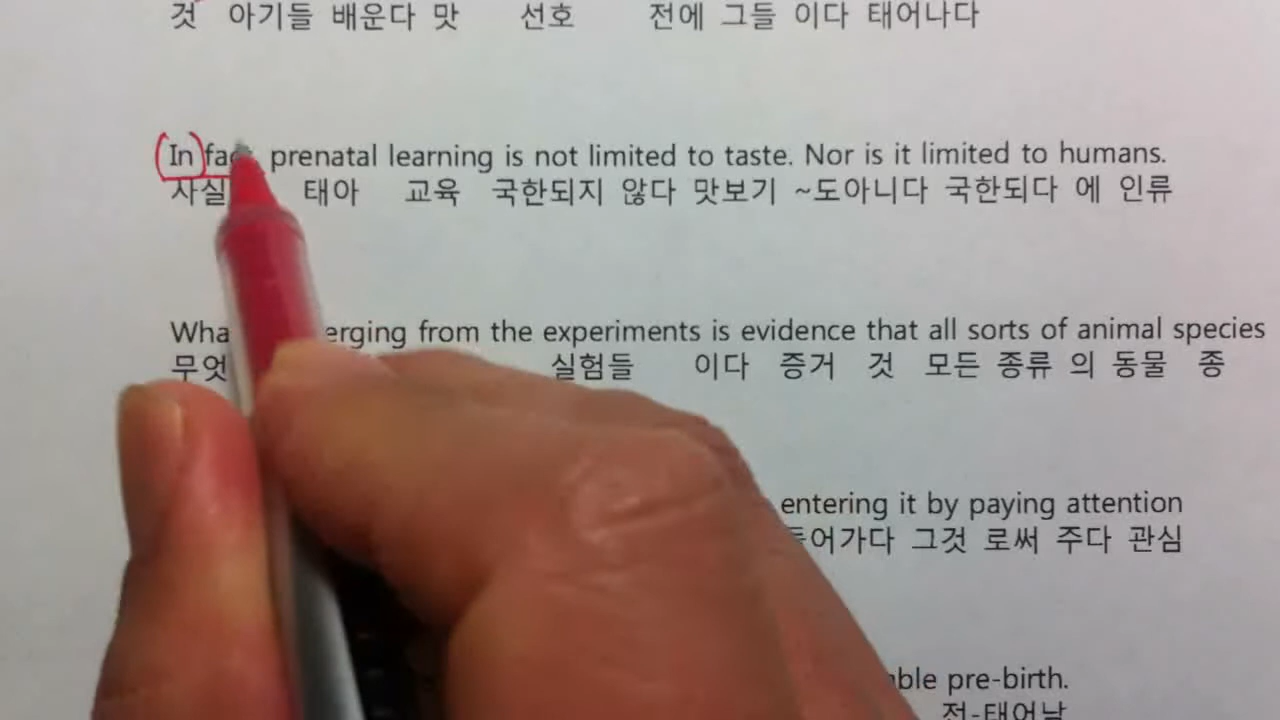 것 아기들 배운다 맛 선호 전에 그들 이다 태어나다
In prenatal learning is not limited to taste. Nor is it limited to humans.
사실 태아 교육 국한되지 않다 맛보기 ~도아니다 국한되다 에 인류
from the experiments is evidence that all sorts of animal species
무엇 실험들 이다 증거 것 모든 종류 의 동물 종
entering it by paying attention
그것 로써 주다 관심
pre-birth.
전-태어남